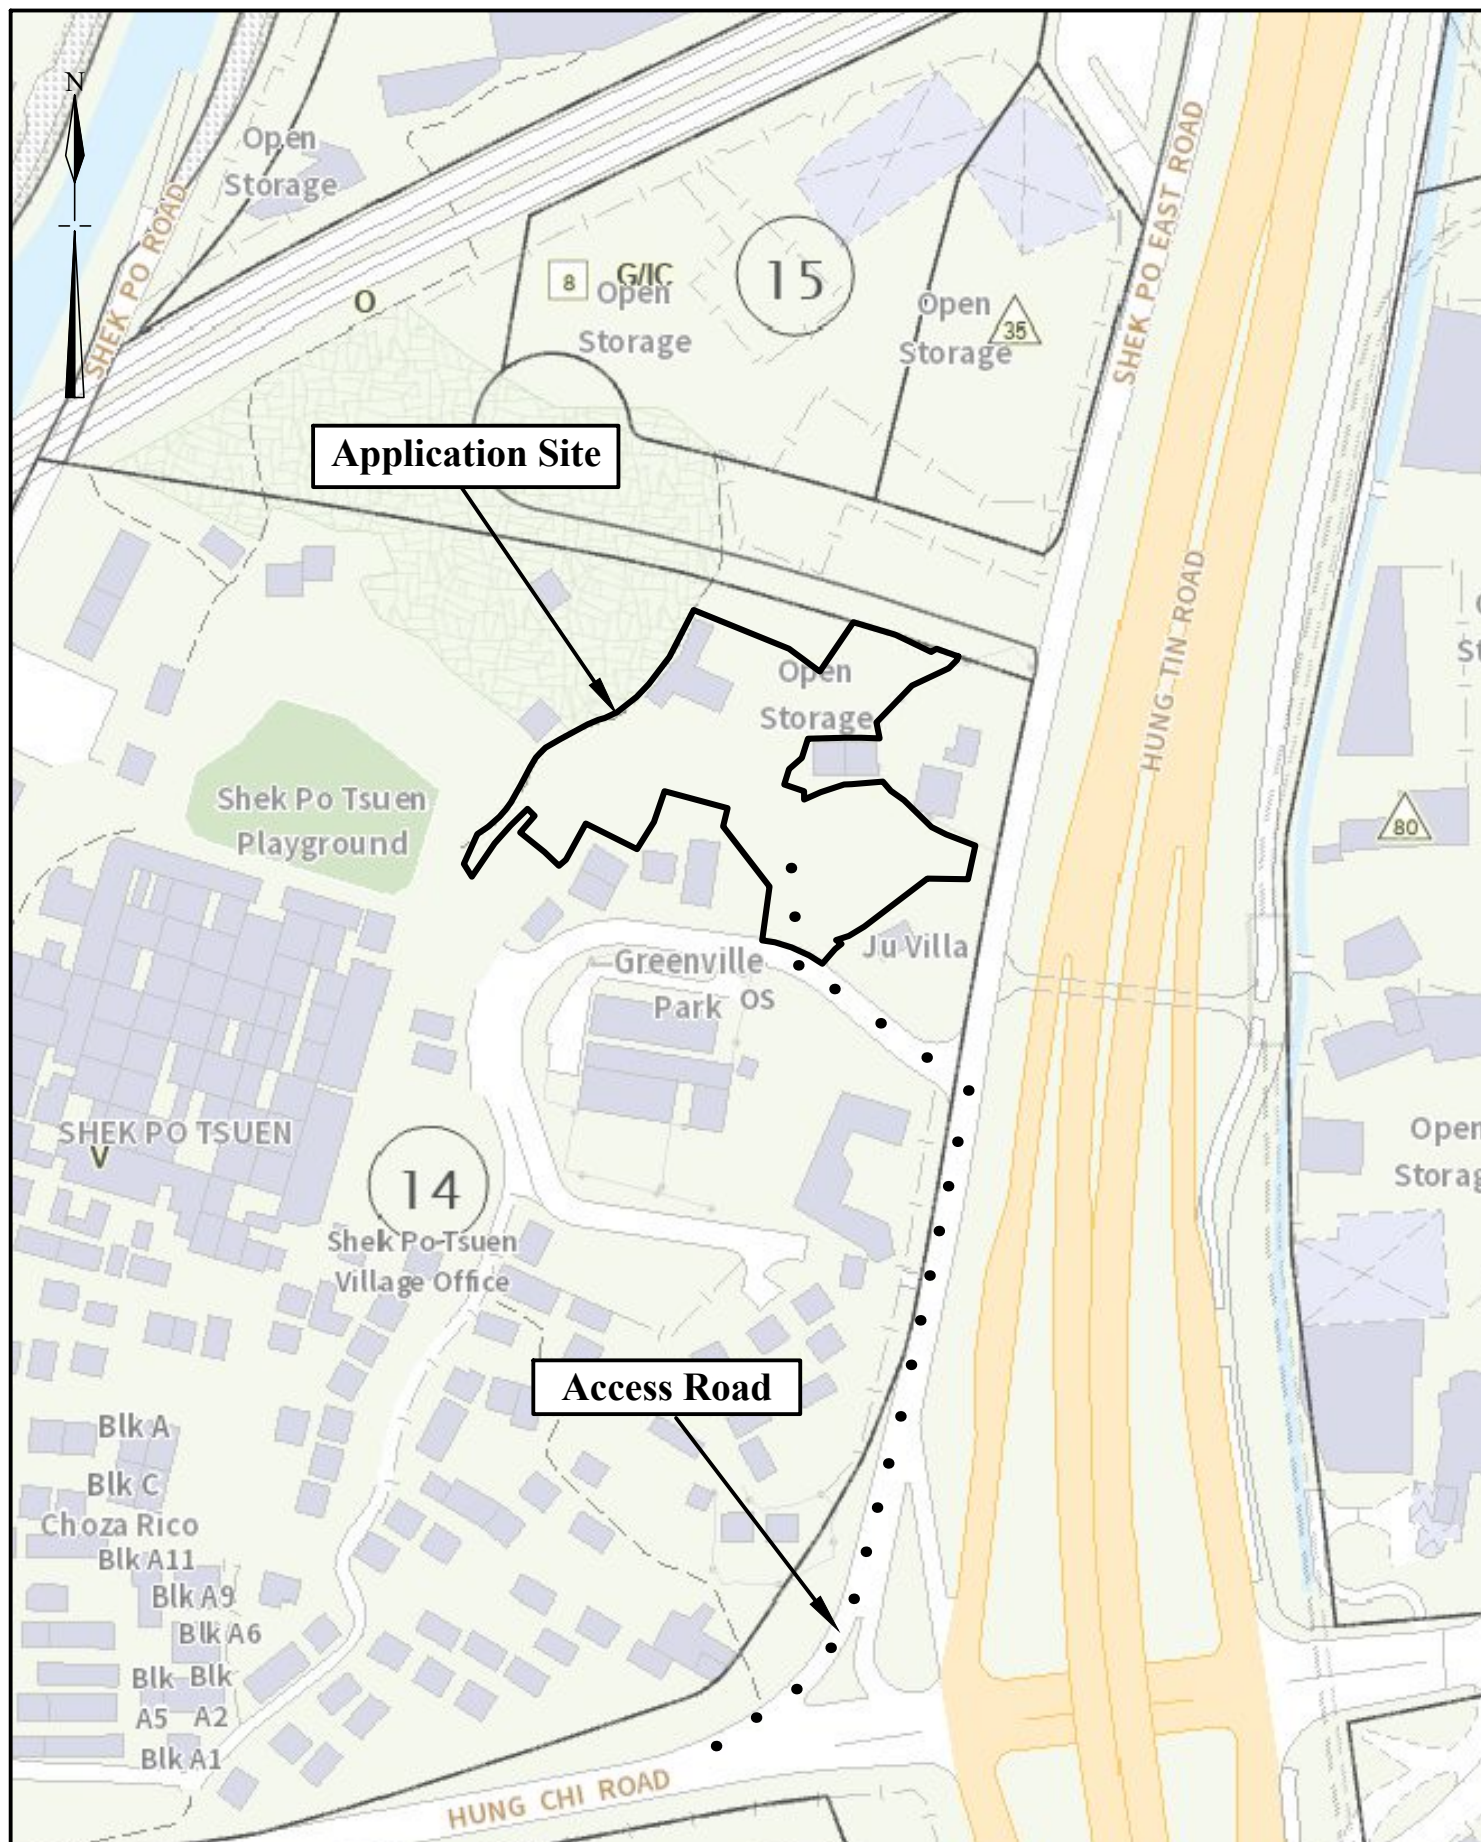 N
Open
Storage
SHEK PO ROAD
O
8
G/IC
Open
Storage
15
Open
Storage
35
SHEK PO EAST ROAD
Application Site
HUNG TIN ROAD
Open
Storage
80
Shek Po Tsuen
Playground
Ju Villa
Greenville
Park
OS
SHEK PO TSUEN
V
14
Shek Po Tsuen
Village Office
Open
Storag
Access Road
Blk A
Blk C
Choza Rico
Blk A11
Blk A9
Blk A6
Blk Blk
A5 A2
Blk A1
HUNG CHI ROAD